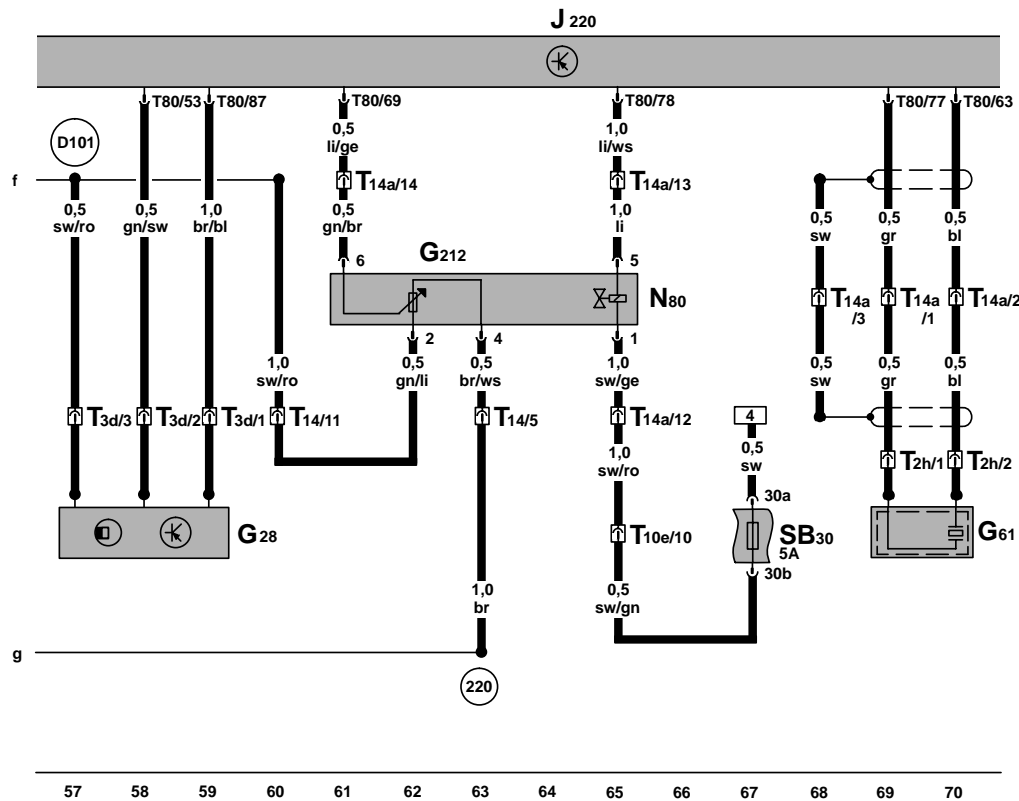 J 220
T80/53 T80/87 T80/69 T80/78 T80/77 T80/63
D101
0,5 li/ge
1,0 li/ws
f
T14a/14
T14a/13
0,5 sw/ro
0,5 gn/sw
1,0 br/bl
0,5 gn/br
1,0 li
0,5 sw
0,5 gr
0,5 bl
6
G212
5
N80
T14a/3
T14a/1
T14a/2
2
4
1
1,0 sw/ro
0,5 gn/li
0,5 br/ws
1,0 sw/ge
0,5 sw
0,5 gr
0,5 bl
T3d/3
T3d/2
T3d/1
T14/11
T14/5
T14a/12
4
0,5 sw
1,0 sw/ro
T2h/1
T2h/2
30a
G28
T10e/10
SB30
5A
G61
30b
1,0 br
0,5 sw/gn
g
220
57 58 59 60 61 62 63 64 65 66 67 68 69 70